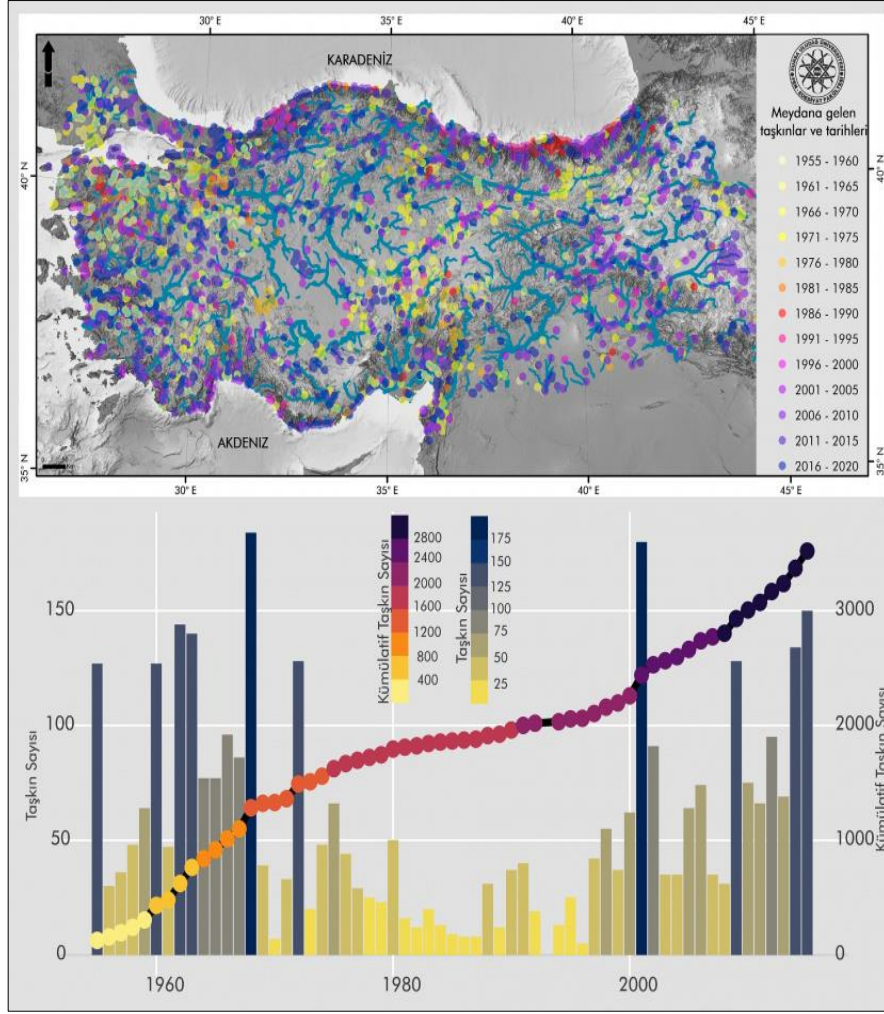 30° E
35° E
40° E
45° E
KARADENİZ
40° N
40° N
Meydana gelen
taşkınlar ve tarihleri
1955 - 1960
1961 - 1965
1966 - 1970
1971 - 1975
1976 - 1980
1981 - 1985
1986 - 1990
1991 - 1995
1996 - 2000
2001 - 2005
2006 - 2010
2011 - 2015
2016 - 2020
AKDENİZ
35° N
35° N
30° E
35° E
40° E
45° E
Kümülatif Taşkın Sayısı
2800
2400
2000
1600
1200
800
400
Taşkın Sayısı
175
150
125
100
75
50
25
Taşkın Sayısı
150
100
50
0
Kümülatif Taşkın Sayısı
3000
2000
1000
0
1960
1980
2000